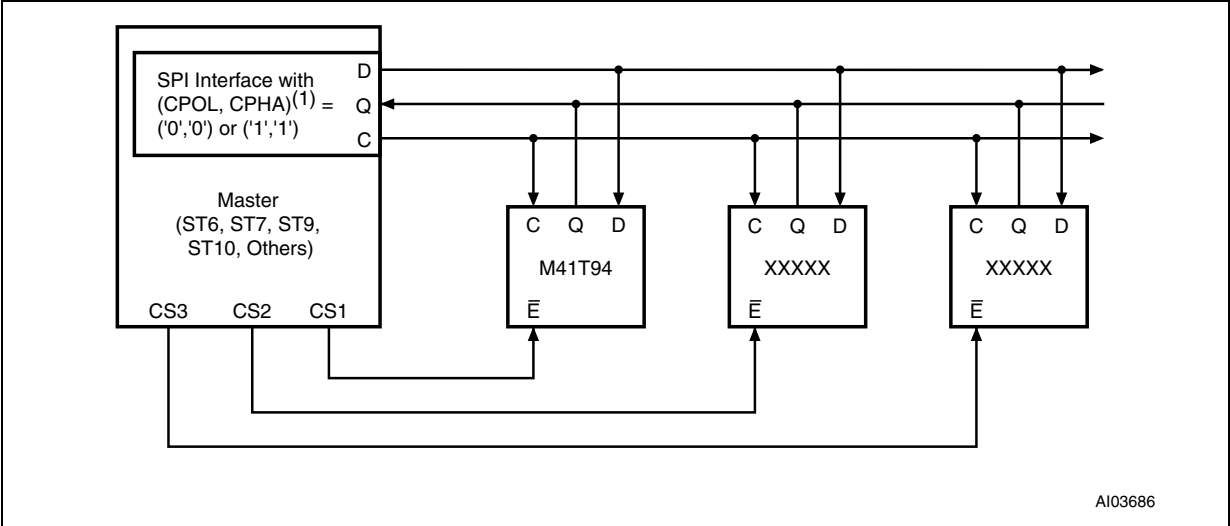 SPI Interface with
(CPOL, CPHA)(1) =
('0','0') or ('1','1')
D
Q
C
Master
(ST6, ST7, ST9,
ST10, Others)
CS3 CS2 CS1
C Q D
M41T94
E̅
C Q D
XXXXX
E̅
C Q D
XXXXX
E̅
AI03686